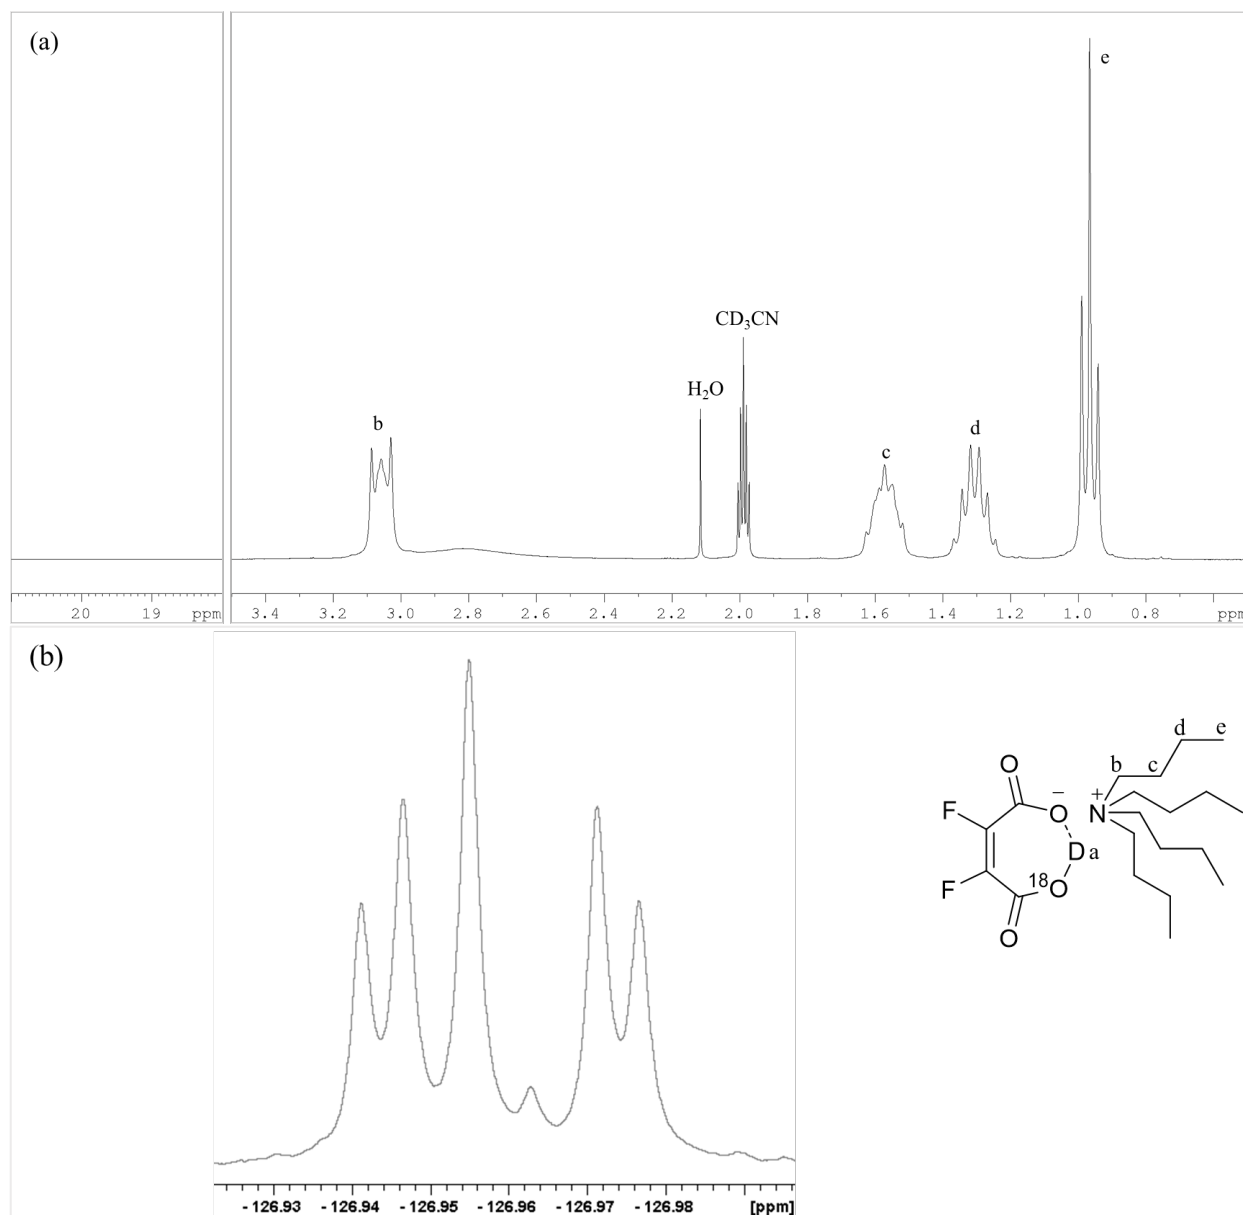 (a)
e
CD3CN
H2O
b
d
c
20 19 ppm 3.4 3.2 3.0 2.8 2.6 2.4 2.2 2.0 1.8 1.6 1.4 1.2 1.0 0.8 ppm
(b)
d e
b c
O
F O − + N
D a
F 18 O
O
-126.93 -126.94 -126.95 -126.96 -126.97 -126.98 [ppm]